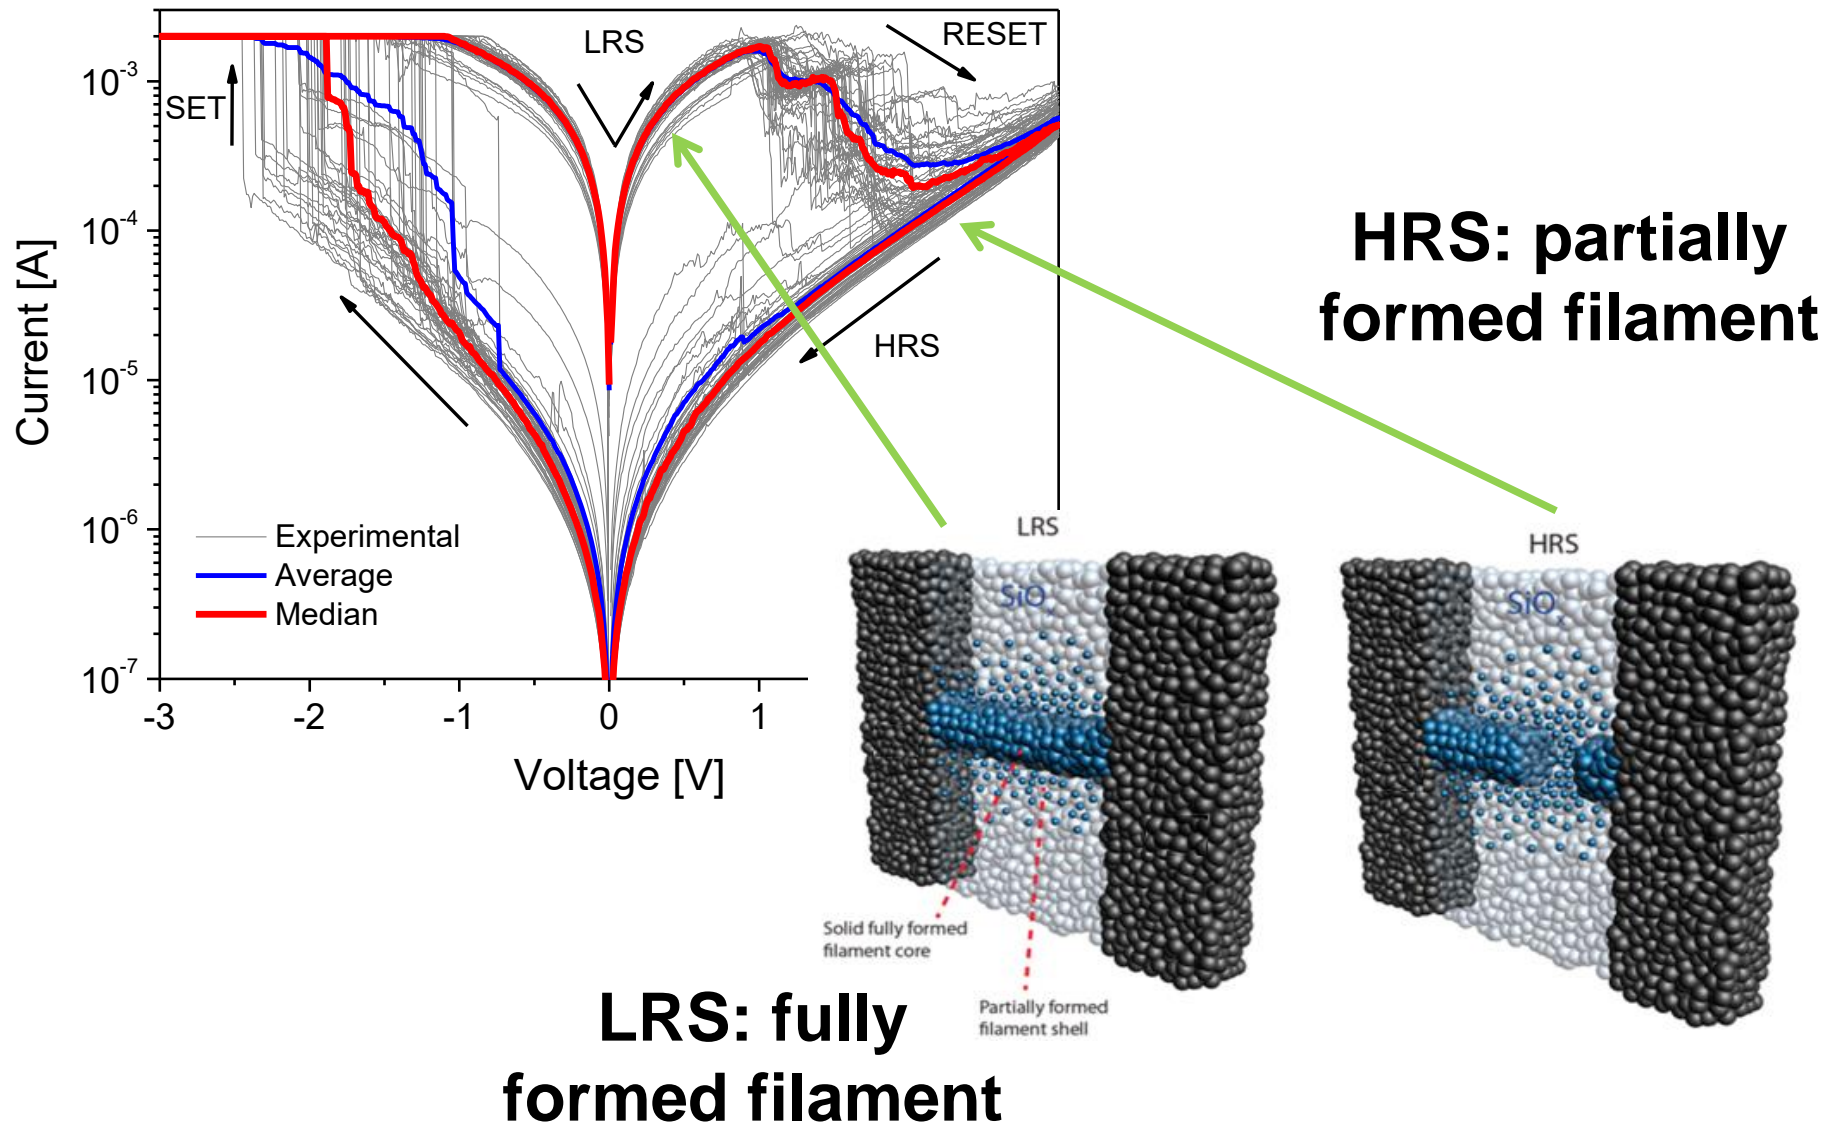 LRS
RESET
SET
HRS
10-3
10-4
10-5
10-6
10-7
Current [A]
Experimental
Average
Median
-3 -2 -1 0 1
Voltage [V]
HRS: partially
formed filament
LRS
SiOx
Solid fully formed
filament core
Partially formed
filament shell
HRS
SiOx
LRS: fully
formed filament